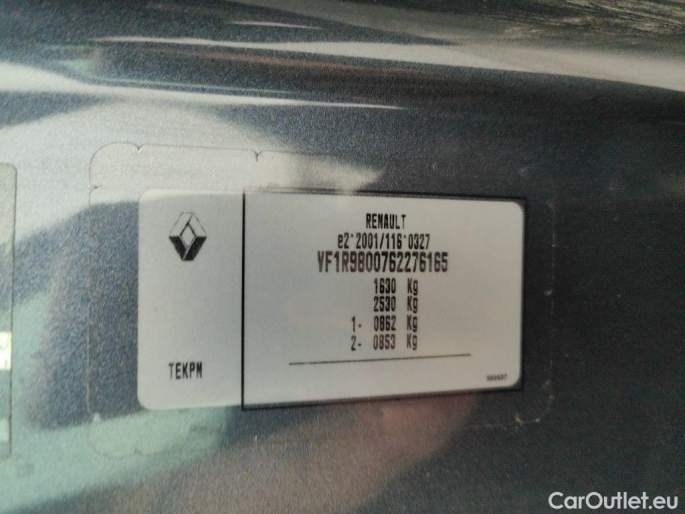 RENAULT
e2*2001/116*0327
VF1R9800762276165
1630 Kg
2530 Kg
1- 0862 Kg
2- 0853 Kg
TEKPM
CarOutlet.eu